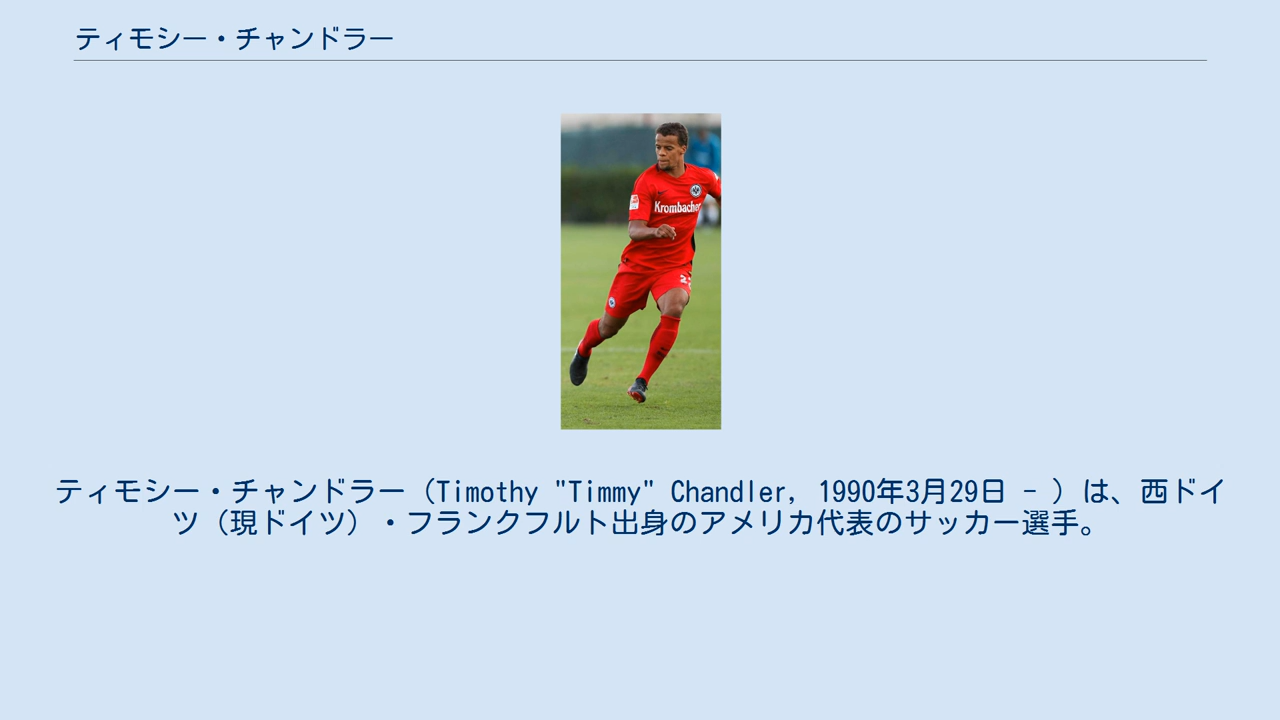 ティモシー・チャンドラー
Krombacher
ティモシー・チャンドラー（Timothy "Timmy" Chandler, 1990年3月29日 - ）は、西ドイ
ツ（現ドイツ）・フランクフルト出身のアメリカ代表のサッカー選手。